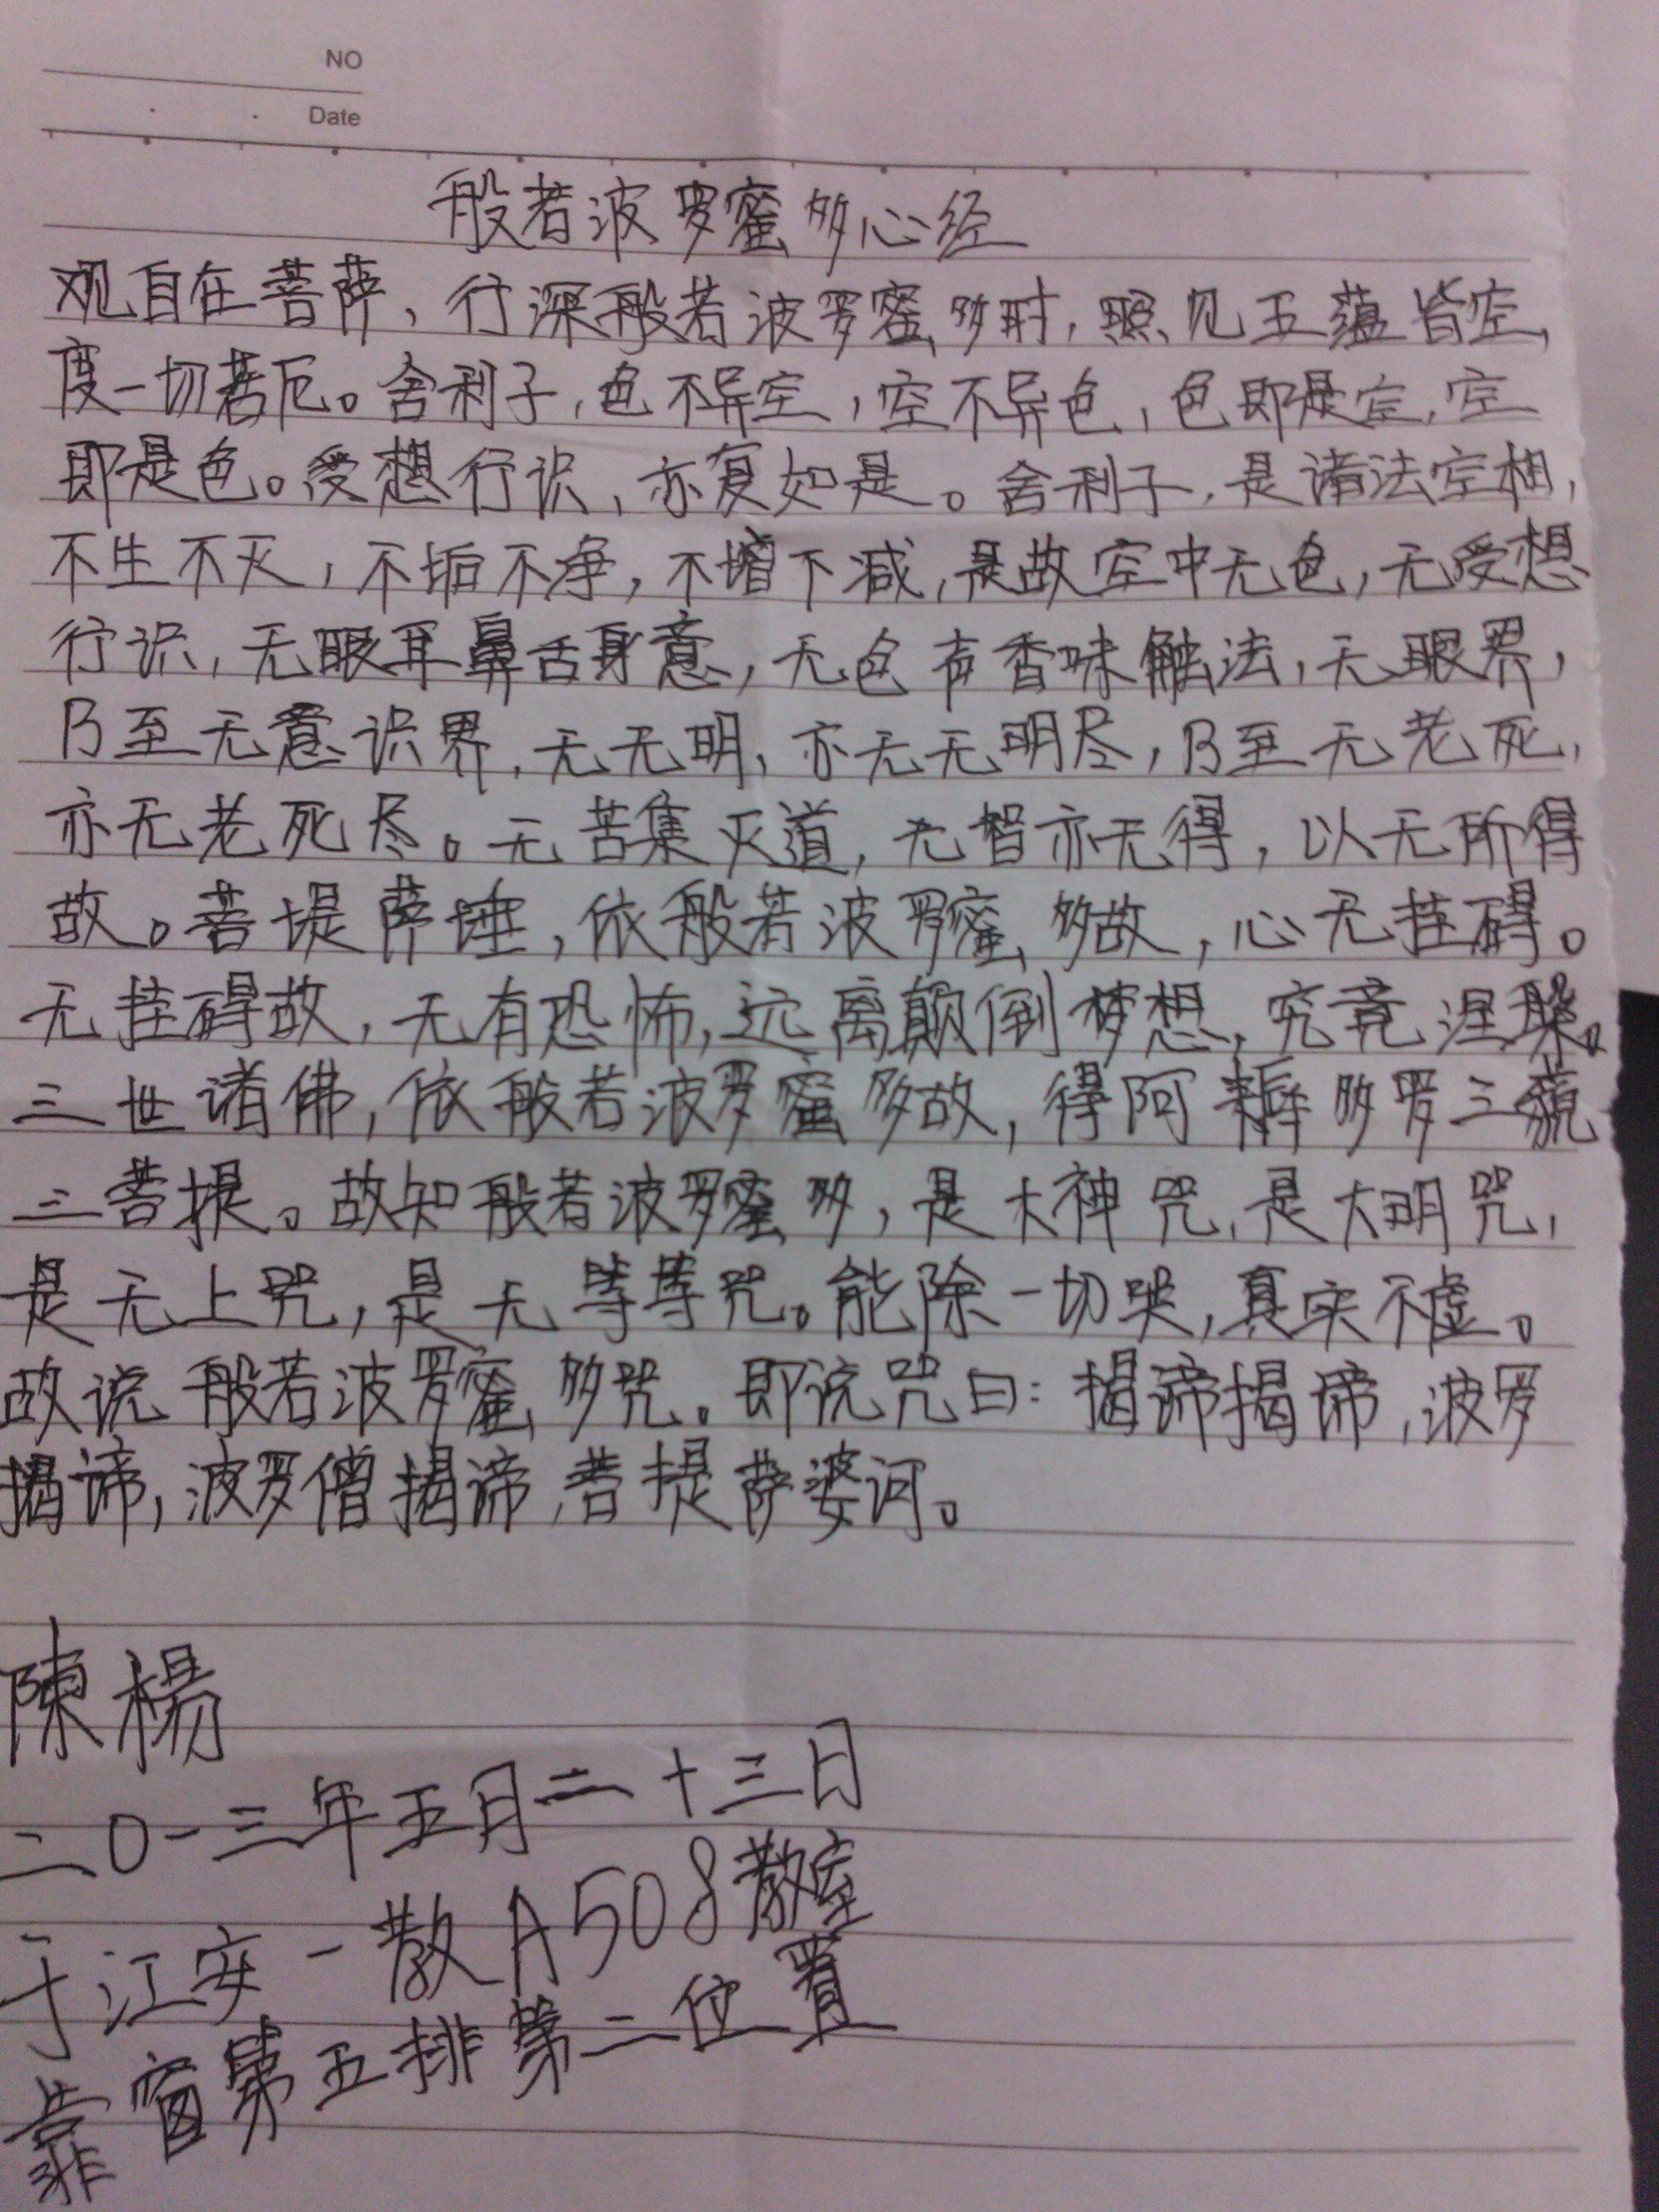 NO
Date
般若波罗蜜多心经
观自在菩萨，行深般若波罗蜜多时，照见五蕴皆空，
度一切苦厄。舍利子，色不异空，空不异色，色即是空，空
即是色。受想行识，亦复如是。舍利子，是诸法空相，
不生不灭，不垢不净，不增下减，是故空中无色，无受想
行识，无眼耳鼻舌身意，无色声香味触法，无眼界，
乃至无意识界，无无明，亦无无明尽，乃至无老死，
亦无老死尽。无苦集灭道，无智亦无得，以无所得
故。菩提萨埵，依般若波罗蜜多故，心无挂碍。
无挂碍故，无有恐怖，远离颠倒梦想，究竟涅槃。
三世诸佛，依般若波罗蜜多故，得阿耨多罗三藐
三菩提。故知般若波罗蜜多，是大神咒，是大明咒，
是无上咒，是无等等咒。能除一切哭，真实不虚。
故说般若波罗蜜多咒。即说咒曰：揭谛揭谛，波罗
揭谛，波罗僧揭谛，菩提萨婆诃。
陳楊
二〇一三年五月二十三日
于江安一教A508教室
靠窗第五排第二位置